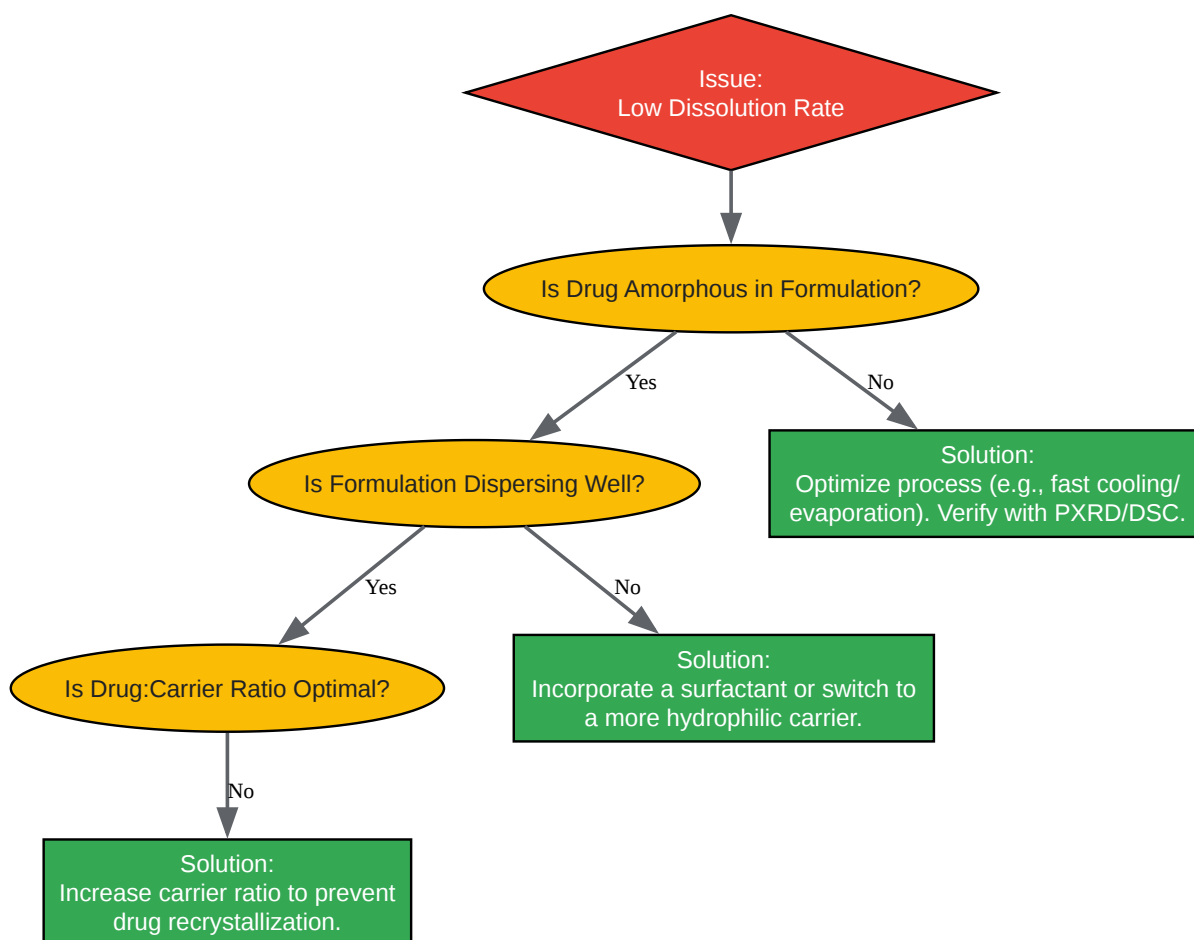 Issue:
Low Dissolution Rate
Is Drug Amorphous in Formulation?
Yes
No
Is Formulation Dispersing Well?
Solution:
Optimize process (e.g., fast cooling/
evaporation). Verify with PXRD/DSC.
Yes
No
Is Drug:Carrier Ratio Optimal?
Solution:
Incorporate a surfactant or switch to
a more hydrophilic carrier.
No
Solution:
Increase carrier ratio to prevent
drug recrystallization.